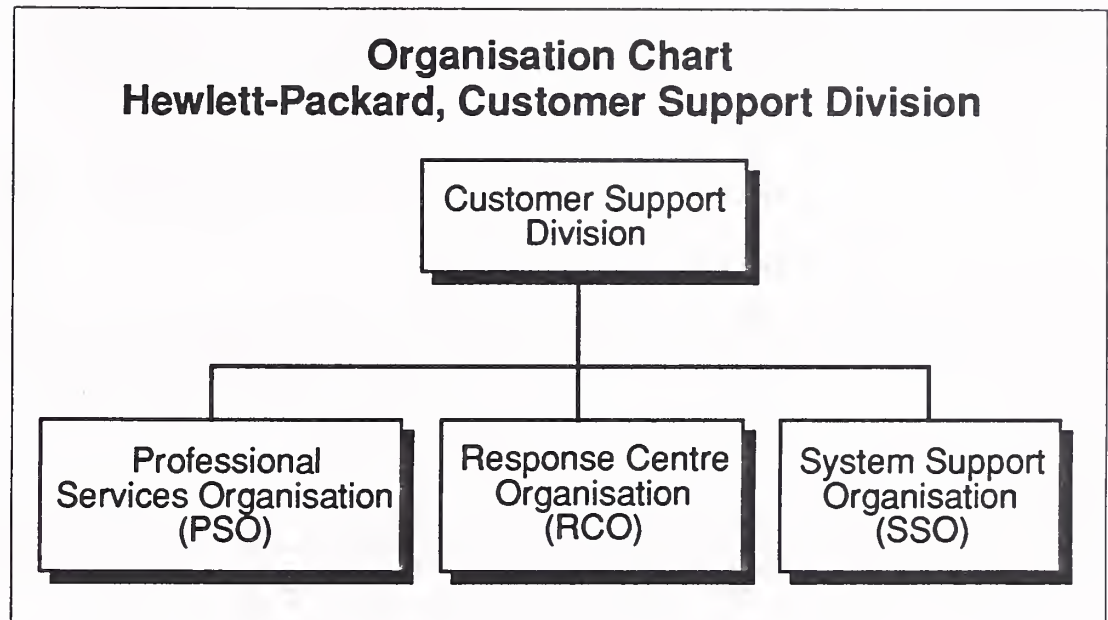 Organisation Chart
Hewlett-Packard, Customer Support Division
Customer Support
Division
Professional
Services Organisation
(PSO)
Response Centre
Organisation
(RCO)
System Support
Organisation
(SSO)